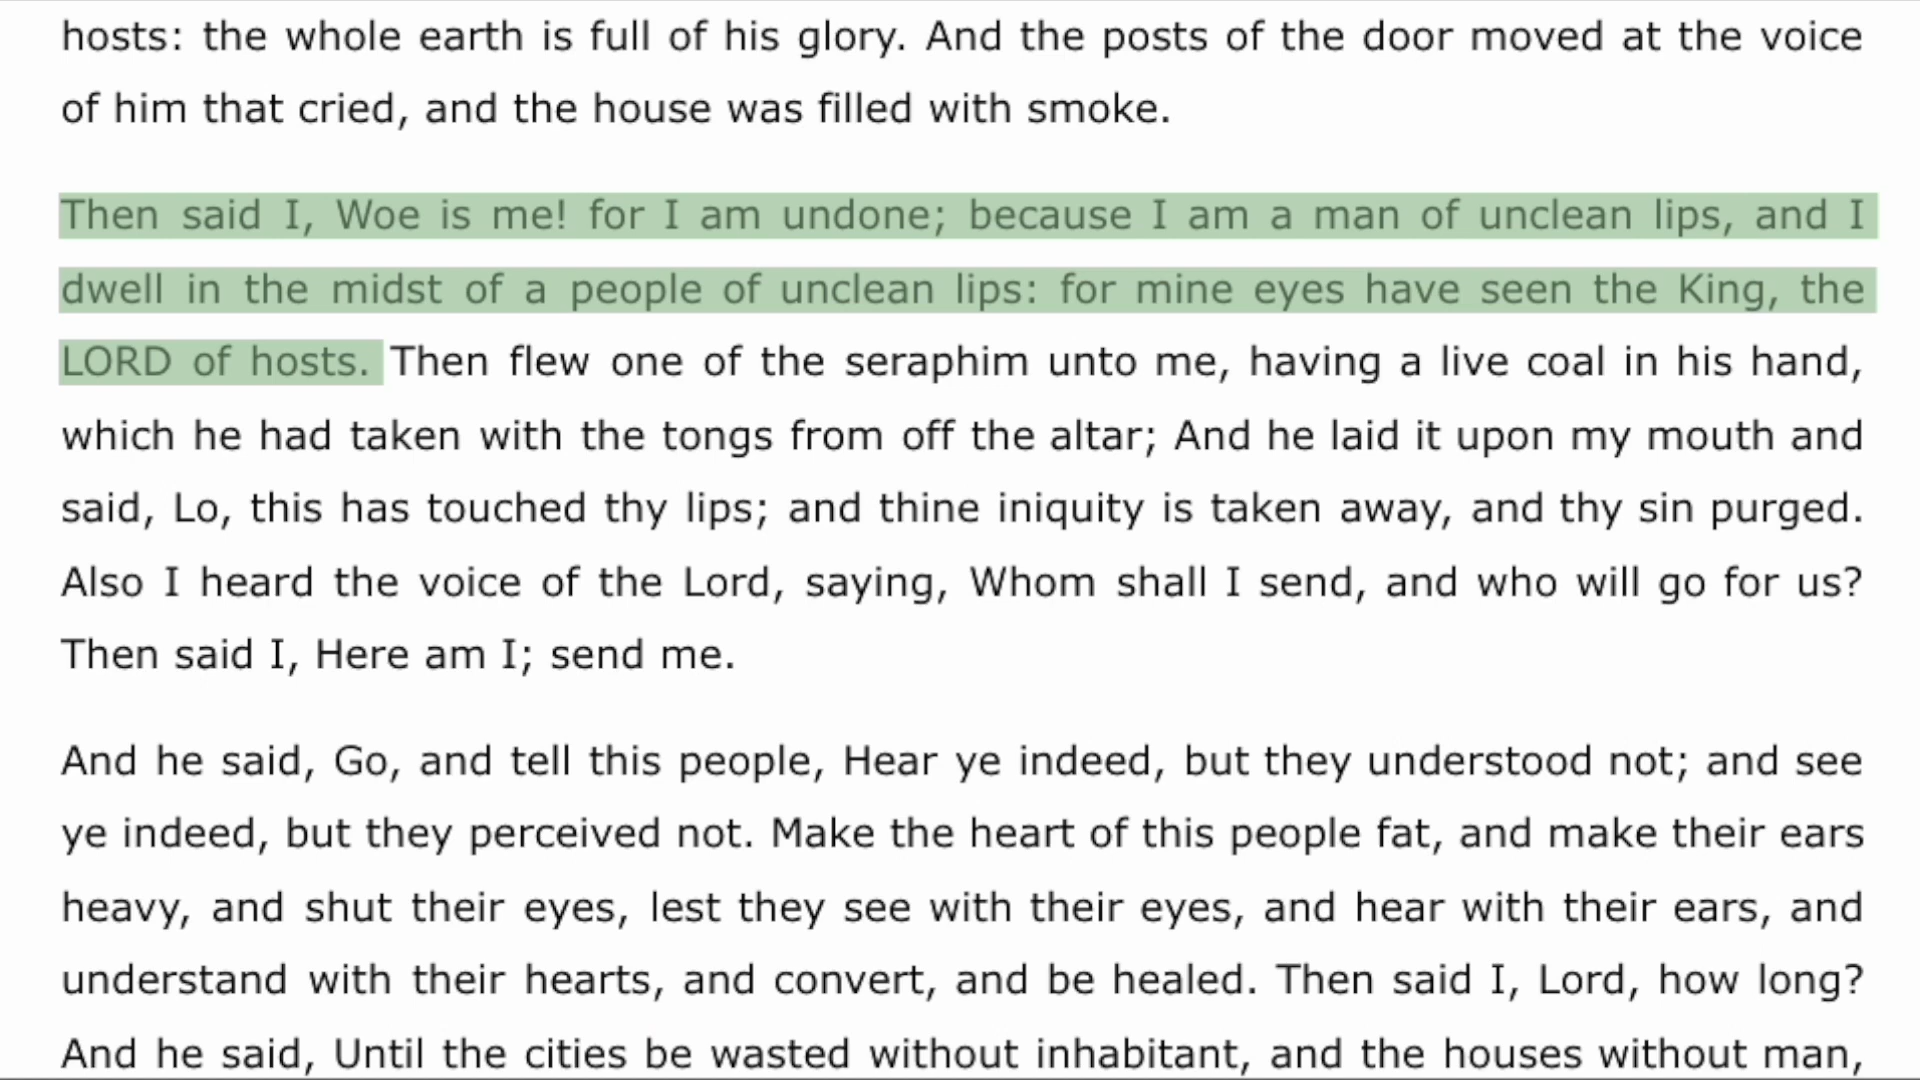 hosts: the whole earth is full of his glory. And the posts of the door moved at the voice
of him that cried, and the house was filled with smoke.
Then said I, Woe is me! for I am undone; because I am a man of unclean lips, and I
dwell in the midst of a people of unclean lips: for mine eyes have seen the King, the
LORD of hosts. Then flew one of the seraphim unto me, having a live coal in his hand,
which he had taken with the tongs from off the altar; And he laid it upon my mouth and
said, Lo, this has touched thy lips; and thine iniquity is taken away, and thy sin purged.
Also I heard the voice of the Lord, saying, Whom shall I send, and who will go for us?
Then said I, Here am I; send me.
And he said, Go, and tell this people, Hear ye indeed, but they understood not; and see
ye indeed, but they perceived not. Make the heart of this people fat, and make their ears
heavy, and shut their eyes, lest they see with their eyes, and hear with their ears, and
understand with their hearts, and convert, and be healed. Then said I, Lord, how long?
And he said, Until the cities be wasted without inhabitant, and the houses without man,